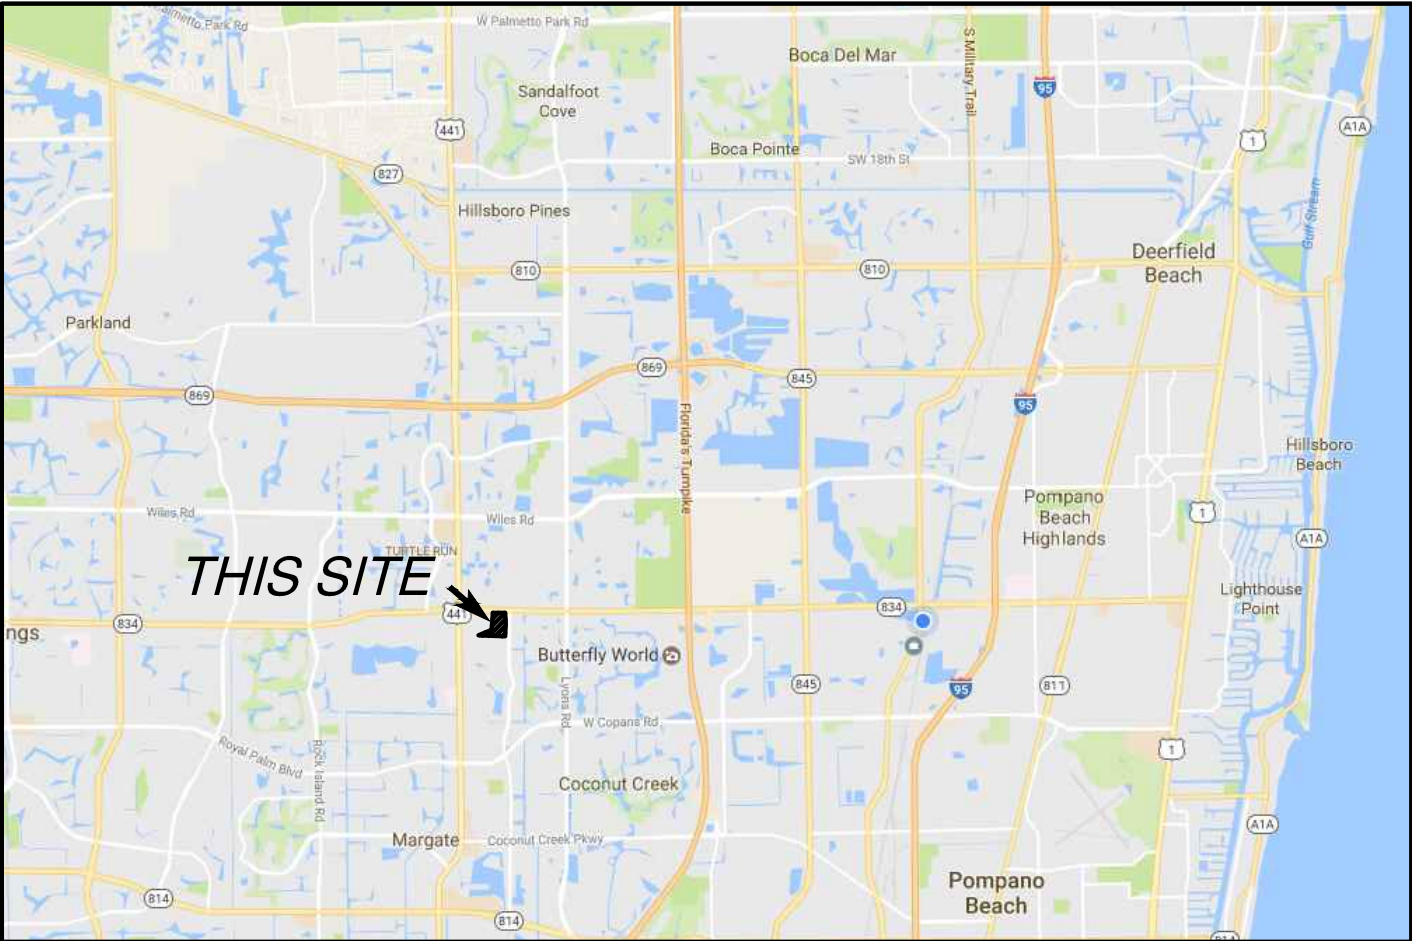 almetto Park Rd
W Palmetto Park Rd
Boca Del Mar
S Military Trail
95
Sandalfoot
Cove
A1A
441
1
Boca Pointe
SW 18th St
827
Hillsboro Pines
Gulf Stream
Deerfield
Beach
810
810
Parkland
869
845
869
95
Florida's Turnpike
Hillsboro
Beach
Pompano
Beach
Highlands
Wiles Rd
Wiles Rd
1
A1A
TURTLE RUN
THIS SITE
Lighthouse
Point
441
834
834
ngs
Butterfly World
845
95
811
Lyons Rd
W Copans Rd
Royal Palm Blvd
Rock Island Rd
1
Coconut Creek
A1A
Margate
Coconut Creek Pkwy
Pompano
Beach
814
814
814